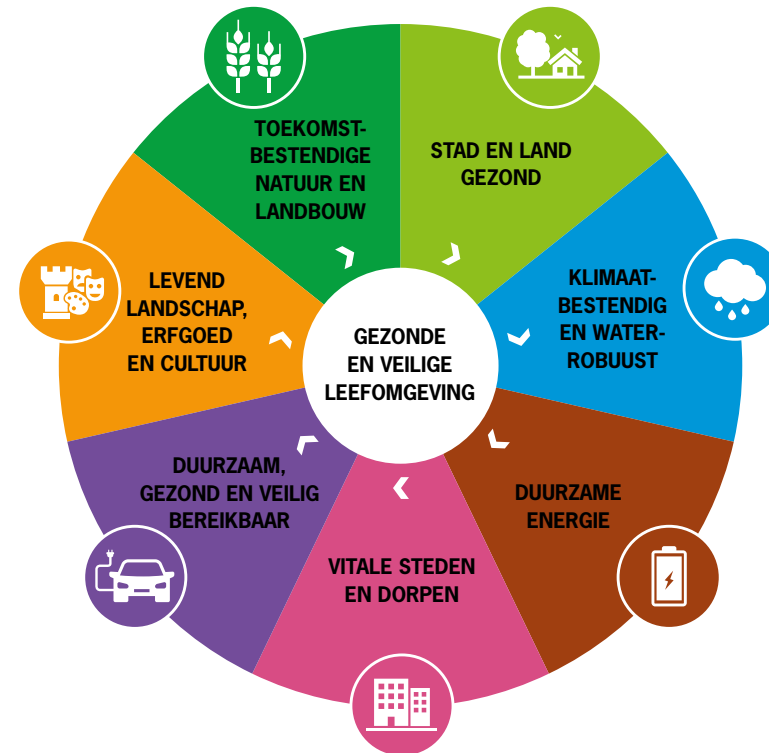 TOEKOMST-
BESTENDIGE
NATUUR EN
LANDBOUW
STAD EN LAND
GEZOND
KLIMAAT-
BESTENDIG
EN WATER-
ROBUUST
DUURZAME
ENERGIE
VITALE STEDEN
EN DORPEN
DUURZAAM,
GEZOND EN VEILIG
BEREIKBAAR
LEVEND
LANDSCHAP,
ERFGOED
EN CULTUUR
GEZONDE
EN VEILIGE
LEEFOMGEVING